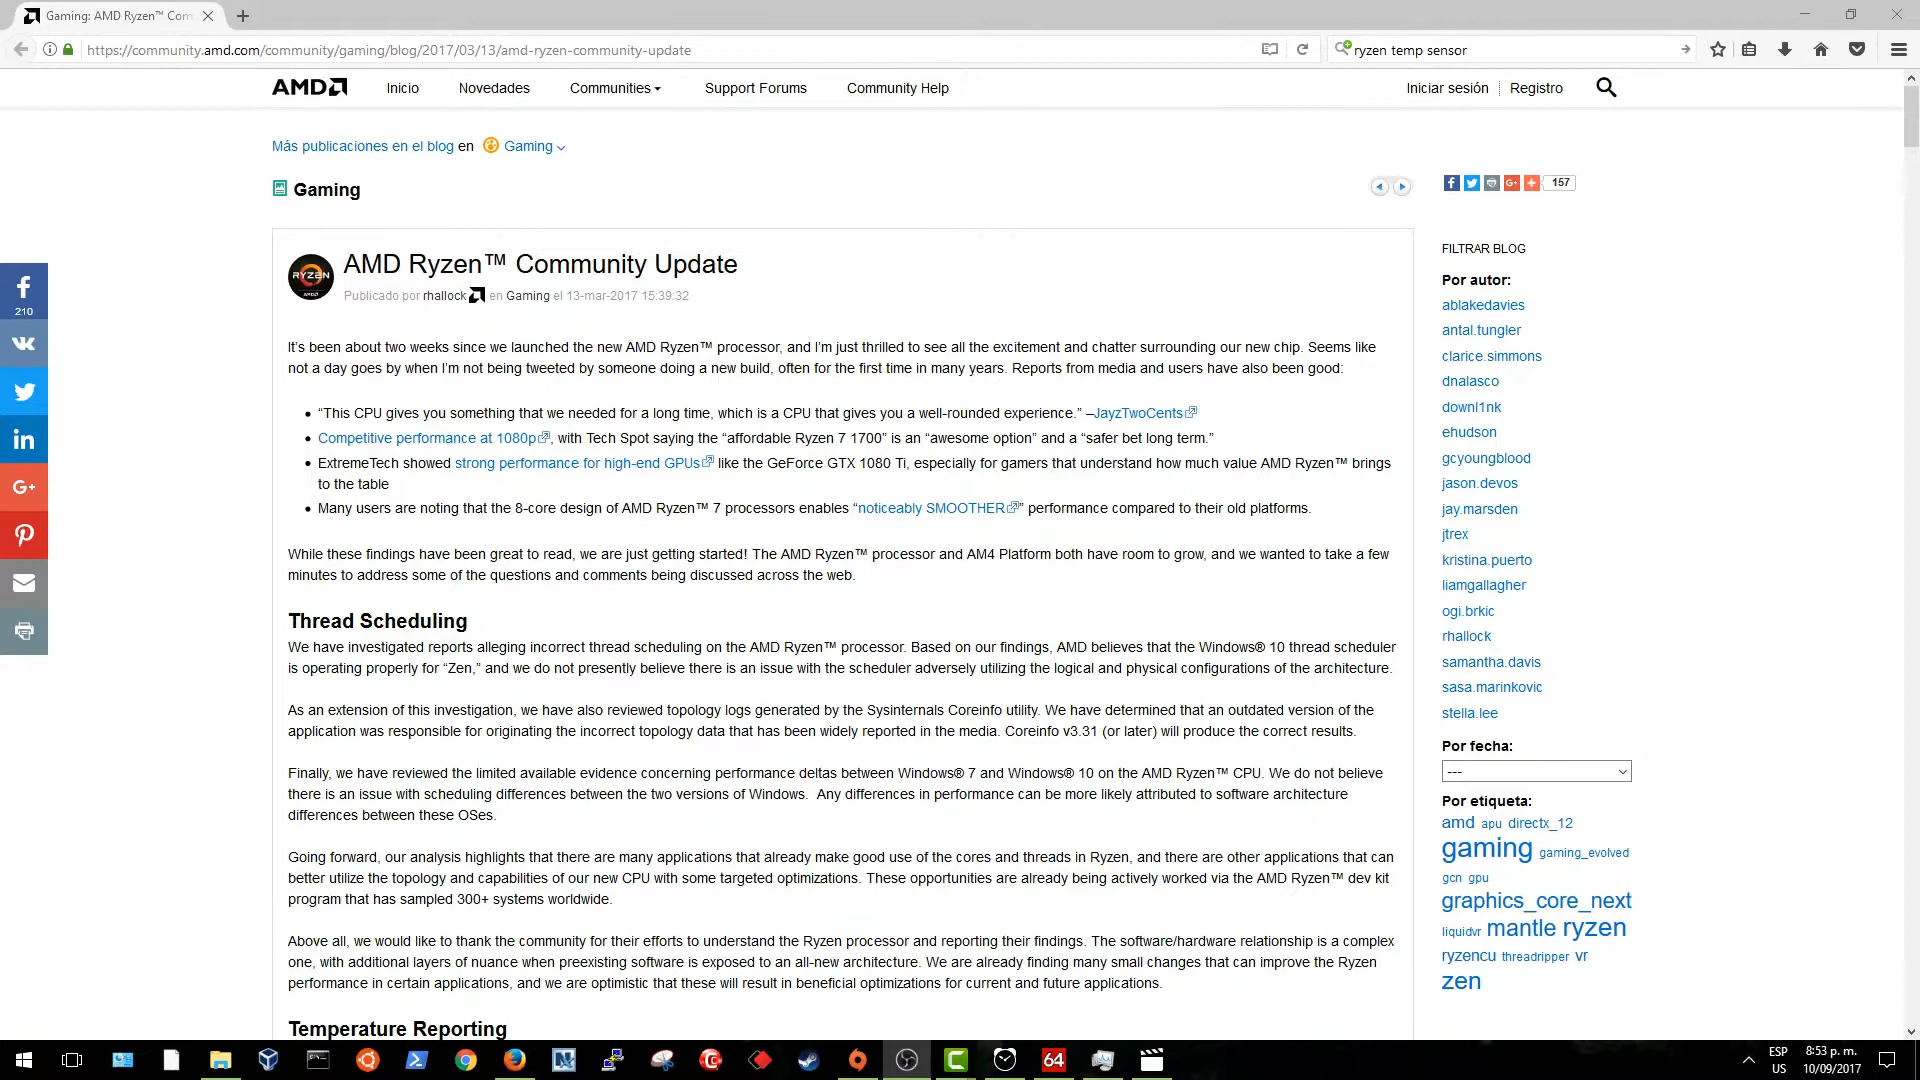 Gaming: AMD Ryzen™ Com
https://community.amd.com/community/gaming/blog/2017/03/13/amd-ryzen-community-update
ryzen temp sensor
AMD
Inicio
Novedades
Communities
Support Forums
Community Help
Iniciar sesión
Registro
Más publicaciones en el blog en Gaming
Gaming
157
AMD Ryzen™ Community Update
RYZEN
AMD
Publicado por rhallock en Gaming el 13-mar-2017 15:39:32
210
It's been about two weeks since we launched the new AMD Ryzen™ processor, and I'm just thrilled to see all the excitement and chatter surrounding our new chip. Seems like
not a day goes by when I'm not being tweeted by someone doing a new build, often for the first time in many years. Reports from media and users have also been good:
• “This CPU gives you something that we needed for a long time, which is a CPU that gives you a well-rounded experience.” –JayzTwoCents
• Competitive performance at 1080p, with Tech Spot saying the “affordable Ryzen 7 1700” is an “awesome option” and a “safer bet long term.”
• ExtremeTech showed strong performance for high-end GPUs like the GeForce GTX 1080 Ti, especially for gamers that understand how much value AMD Ryzen™ brings
to the table
• Many users are noting that the 8-core design of AMD Ryzen™ 7 processors enables “noticeably SMOOTHER” performance compared to their old platforms.
While these findings have been great to read, we are just getting started! The AMD Ryzen™ processor and AM4 Platform both have room to grow, and we wanted to take a few
minutes to address some of the questions and comments being discussed across the web.
Thread Scheduling
We have investigated reports alleging incorrect thread scheduling on the AMD Ryzen™ processor. Based on our findings, AMD believes that the Windows® 10 thread scheduler
is operating properly for “Zen,” and we do not presently believe there is an issue with the scheduler adversely utilizing the logical and physical configurations of the architecture.
As an extension of this investigation, we have also reviewed topology logs generated by the Sysinternals Coreinfo utility. We have determined that an outdated version of the
application was responsible for originating the incorrect topology data that has been widely reported in the media. Coreinfo v3.31 (or later) will produce the correct results.
Finally, we have reviewed the limited available evidence concerning performance deltas between Windows® 7 and Windows® 10 on the AMD Ryzen™ CPU. We do not believe
there is an issue with scheduling differences between the two versions of Windows.  Any differences in performance can be more likely attributed to software architecture
differences between these OSes.
Going forward, our analysis highlights that there are many applications that already make good use of the cores and threads in Ryzen, and there are other applications that can
better utilize the topology and capabilities of our new CPU with some targeted optimizations. These opportunities are already being actively worked via the AMD Ryzen™ dev kit
program that has sampled 300+ systems worldwide.
Above all, we would like to thank the community for their efforts to understand the Ryzen processor and reporting their findings. The software/hardware relationship is a complex
one, with additional layers of nuance when preexisting software is exposed to an all-new architecture. We are already finding many small changes that can improve the Ryzen
performance in certain applications, and we are optimistic that these will result in beneficial optimizations for current and future applications.
Temperature Reporting
FILTRAR BLOG
Por autor:
ablakedavies
antal.tungler
clarice.simmons
dnalasco
downl1nk
ehudson
gcyoungblood
jason.devos
jay.marsden
jtrex
kristina.puerto
liamgallagher
ogi.brkic
rhallock
samantha.davis
sasa.marinkovic
stella.lee
Por fecha:
---
Por etiqueta:
amd apu directx_12
gaming gaming_evolved
gcn gpu
graphics_core_next
liquidvr mantle ryzen
ryzencu threadripper vr
zen
64
ESP
US
8:53 p. m.
10/09/2017